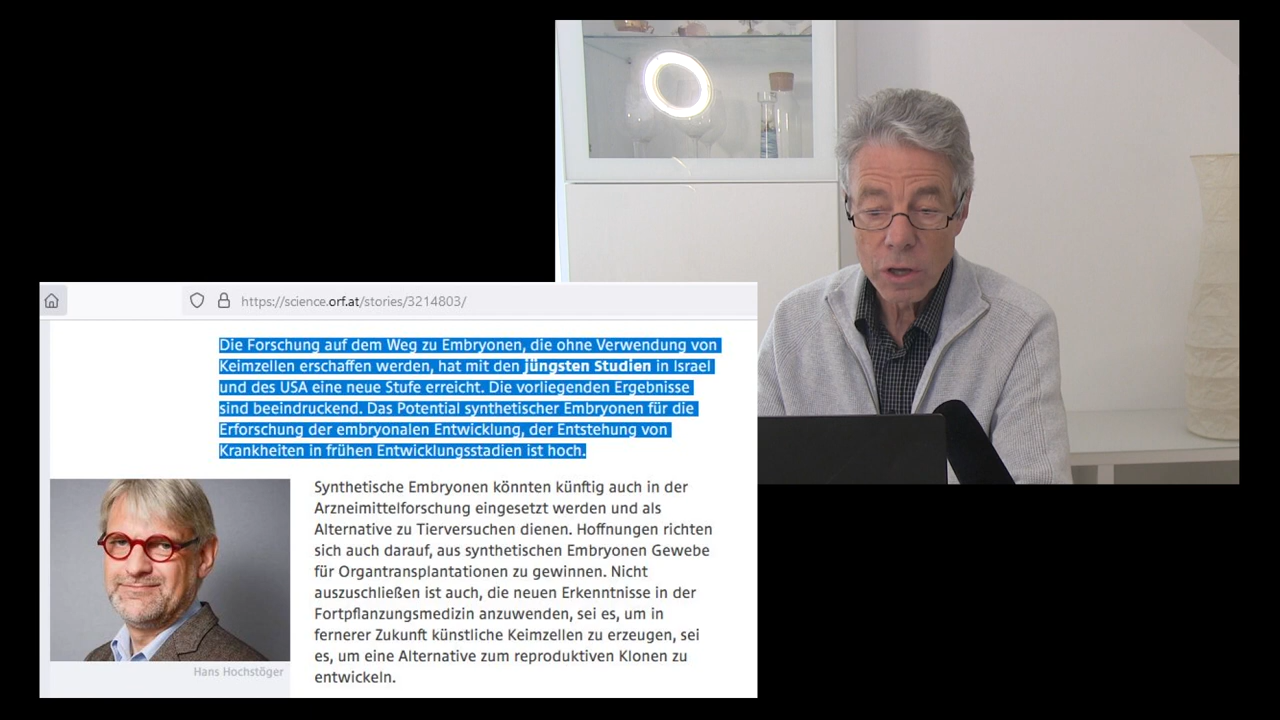 https://science.orf.at/stories/3214803/
Die Forschung auf dem Weg zu Embryonen, die ohne Verwendung von
Keimzellen erschaffen werden, hat mit den jüngsten Studien in Israel
und des USA eine neue Stufe erreicht. Die vorliegenden Ergebnisse
sind beeindruckend. Das Potential synthetischer Embryonen für die
Erforschung der embryonalen Entwicklung, der Entstehung von
Krankheiten in frühen Entwicklungsstadien ist hoch.
Synthetische Embryonen könnten künftig auch in der
Arzneimittelforschung eingesetzt werden und als
Alternative zu Tierversuchen dienen. Hoffnungen richten
sich auch darauf, aus synthetischen Embryonen Gewebe
für Organtransplantationen zu gewinnen. Nicht
auszuschließen ist auch, die neuen Erkenntnisse in der
Fortpflanzungsmedizin anzuwenden, sei es, um in
fernerer Zukunft künstliche Keimzellen zu erzeugen, sei
es, um eine Alternative zum reproduktiven Klonen zu
entwickeln.
Hans Hochstöger